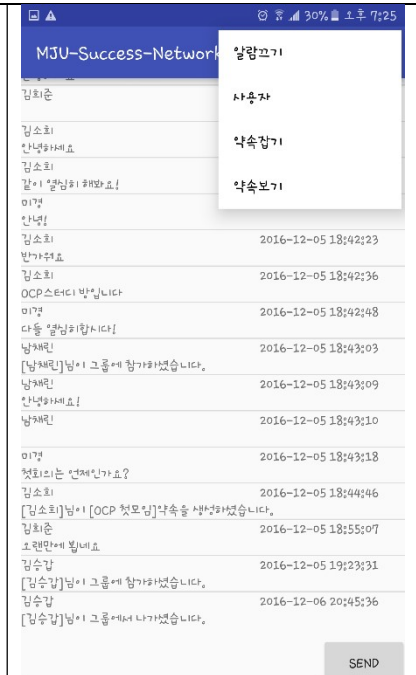 30% 오후 7:25
MJU-Success-Network
알람끄기
사용자
약속잡기
약속보기
김희준
김소희
안녕하세요
김소희
같이 열심히 해봐요!
미경
안녕!
김소희 2016-12-05 18:42:23
반가워요
김소희 2016-12-05 18:42:36
OCP스터디 방입니다
미경 2016-12-05 18:42:48
다들 열심히합시다!
남채린 2016-12-05 18:43:03
[남채린]님이 그룹에 참가하셨습니다.
남채린 2016-12-05 18:43:09
안녕하세요!
남채린 2016-12-05 18:43:10
미경 2016-12-05 18:43:18
첫회의는 언제인가요?
김소희 2016-12-05 18:44:46
[김소희]님이 [OCP 첫모임]약속을 생성하셨습니다.
김희준 2016-12-05 18:55:07
오랜만에 뵙네요
김승갑 2016-12-05 19:23:31
[김승갑]님이 그룹에 참가하셨습니다.
김승갑 2016-12-06 20:45:36
[김승갑]님이 그룹에서 나가셨습니다.
SEND